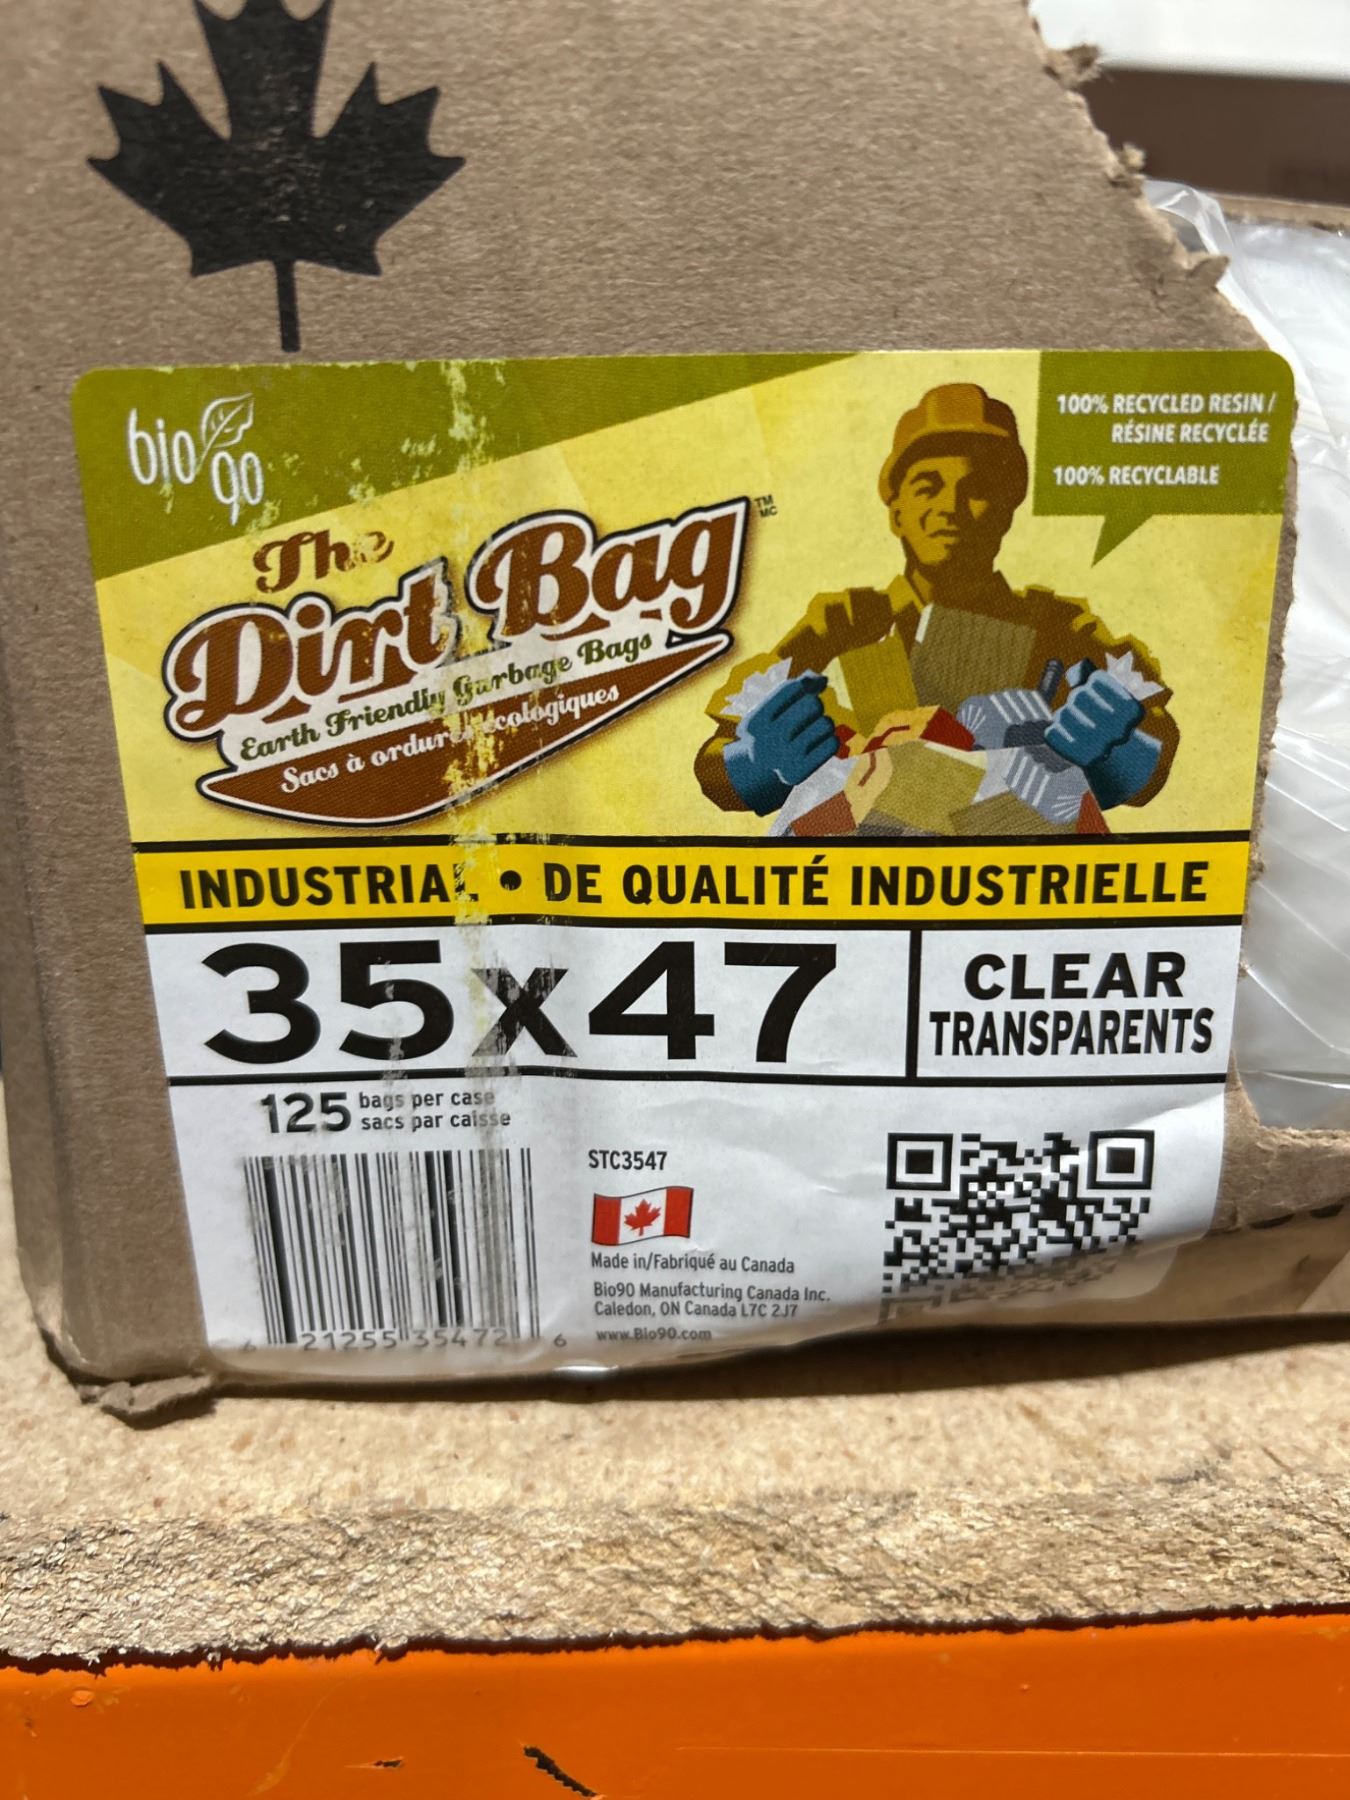 bio 90
100% RECYCLED RESIN /
RÉSINE RECYCLÉE
100% RECYCLABLE
The
Dirt Bag
TM
MC
Earth Friendly Garbage Bags
Sacs à ordures écologiques
INDUSTRIAL • DE QUALITÉ INDUSTRIELLE
35x47
CLEAR
TRANSPARENTS
125 bags per case
sacs par caisse
STC3547
Made in/Fabriqué au Canada
Bio90 Manufacturing Canada Inc.
Caledon, ON Canada L7C 2J7
www.Bio90.com
6 21255 35472 6